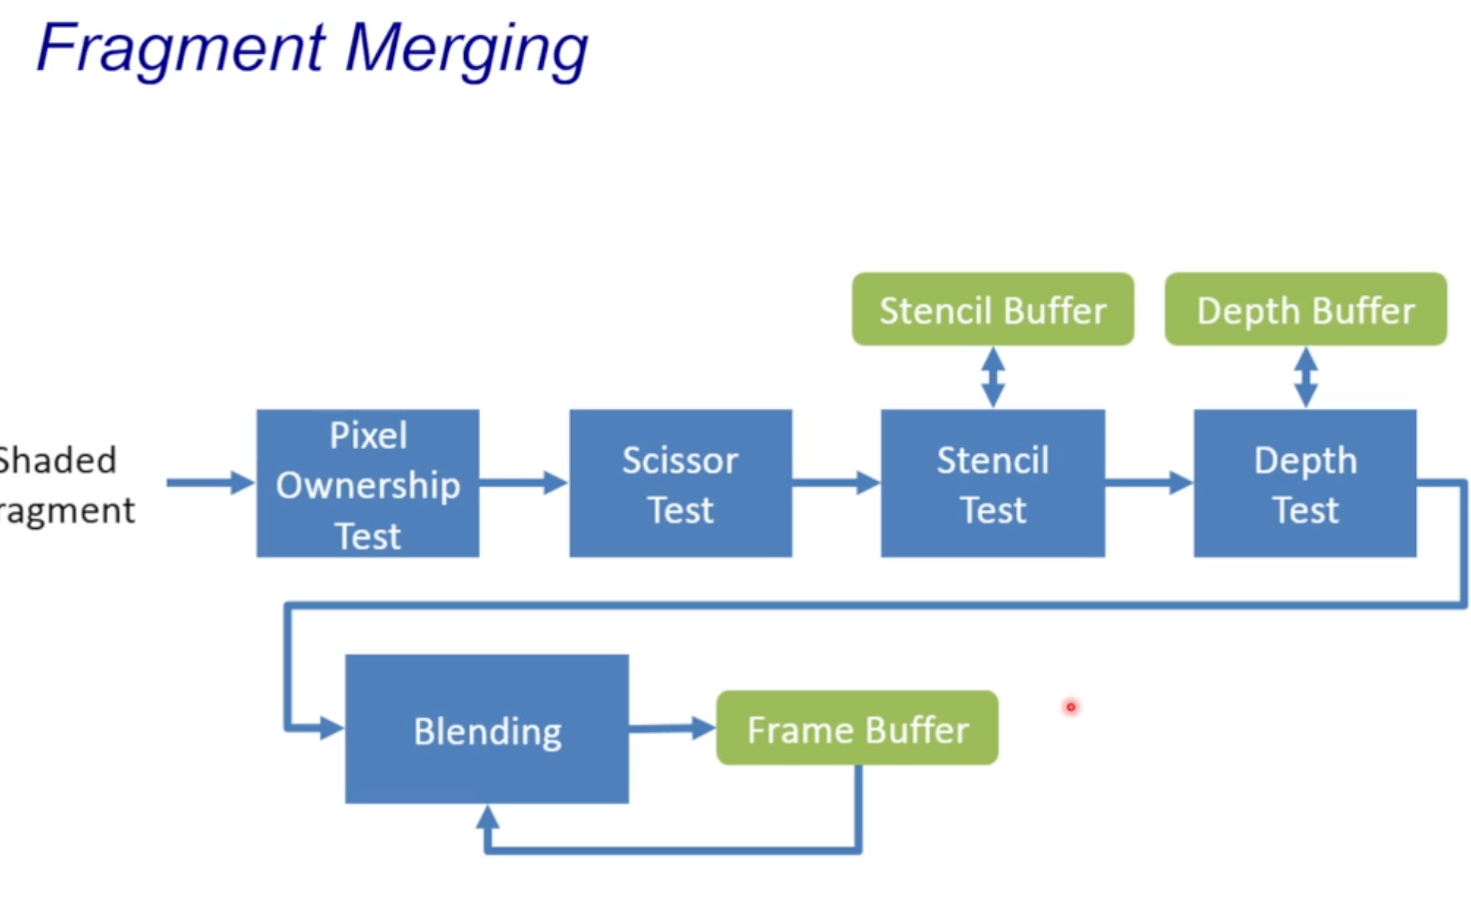 Fragment Merging
Stencil Buffer
Depth Buffer
Shaded
ragment
Pixel
Ownership
Test
Scissor
Test
Stencil
Test
Depth
Test
Blending
Frame Buffer